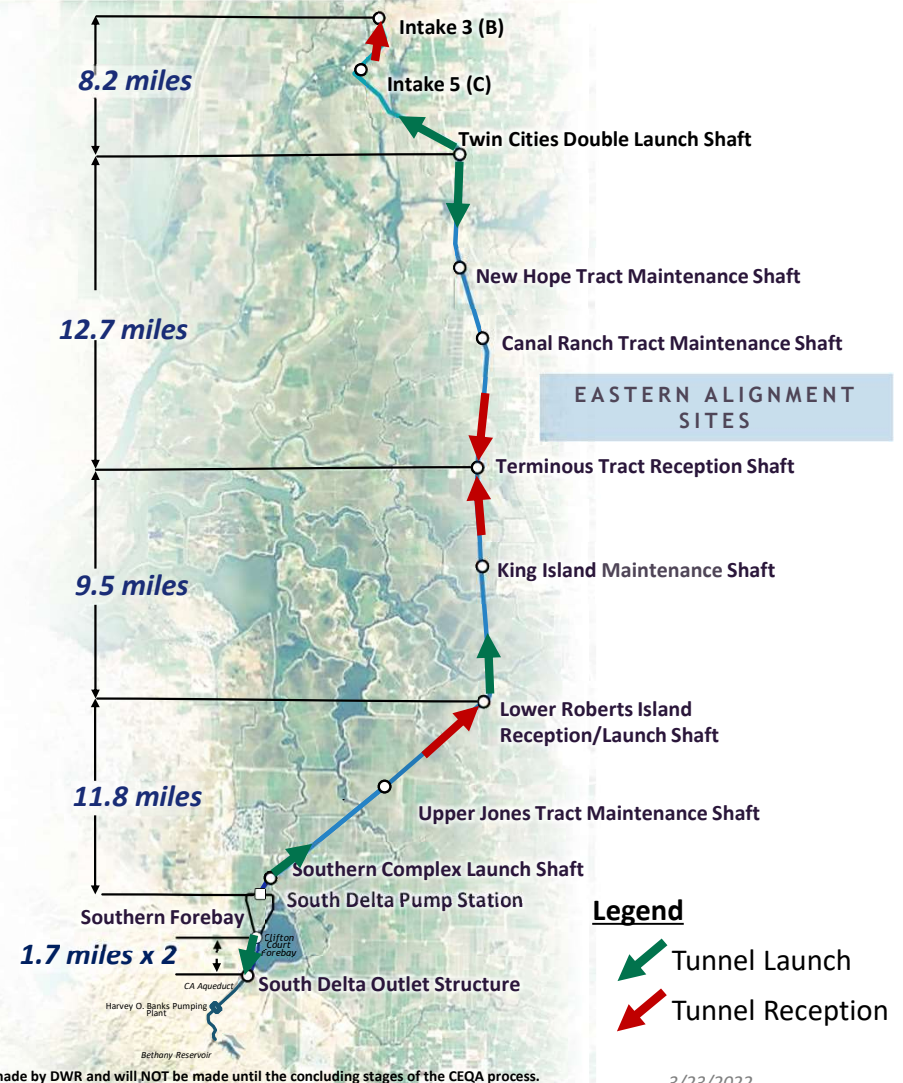 Intake 3 (B)
8.2 miles
Intake 5 (C)
Twin Cities Double Launch Shaft
New Hope Tract Maintenance Shaft
12.7 miles
Canal Ranch Tract Maintenance Shaft
EASTERN ALIGNMENT
SITES
Terminous Tract Reception Shaft
King Island Maintenance Shaft
9.5 miles
Lower Roberts Island
Reception/Launch Shaft
11.8 miles
Upper Jones Tract Maintenance Shaft
Southern Complex Launch Shaft
South Delta Pump Station
Southern Forebay
Clifton
Court
Forebay
1.7 miles x 2
South Delta Outlet Structure
CA Aqueduct
Harvey O. Banks Pumping
Plant
Bethany Reservoir
Legend
Tunnel Launch
Tunnel Reception
made by DWR and will NOT be made until the concluding stages of the CEQA process.
3/23/2022